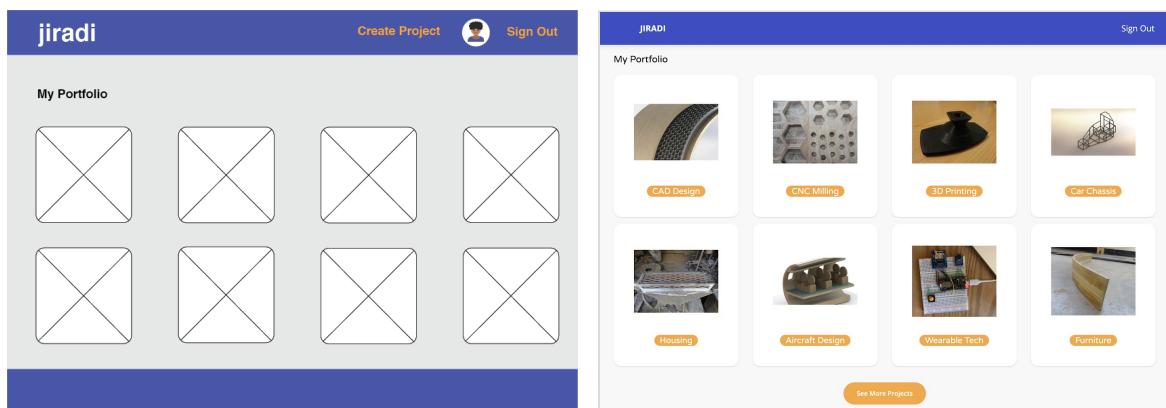 jiradi
Create Project
Sign Out
My Portfolio
JIRADI
Sign Out
My Portfolio
CAD Design
CNC Milling
3D Printing
Car Chassis
Housing
Aircraft Design
Wearable Tech
Furniture
See More Projects